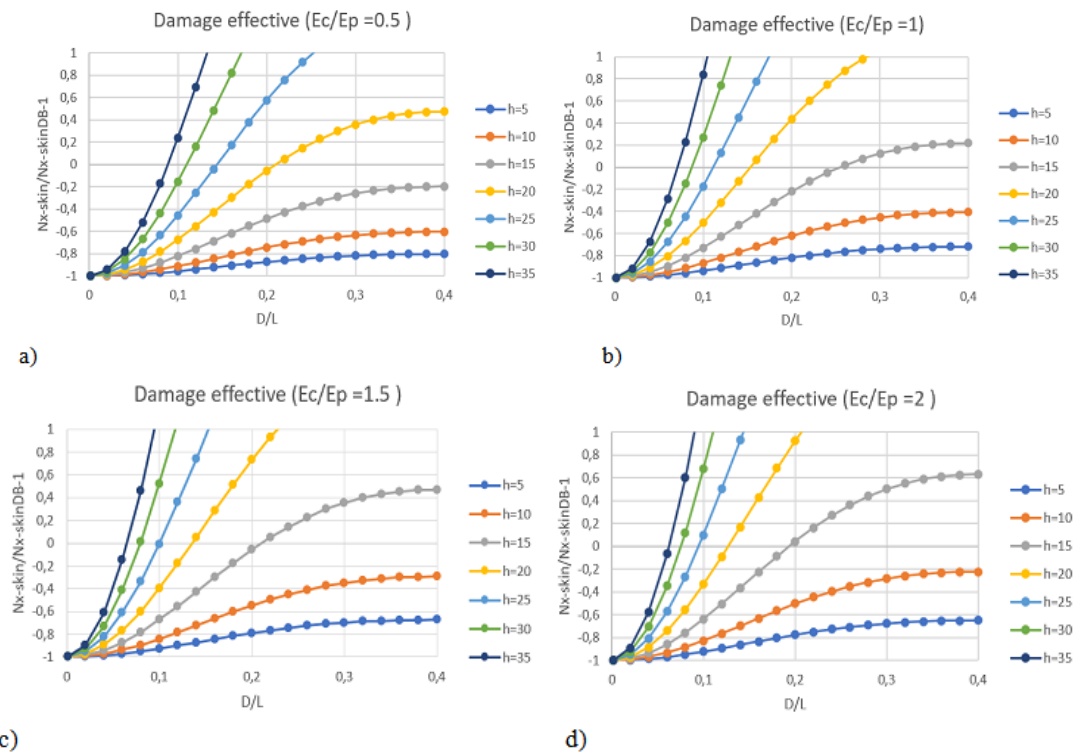 Damage effective (Ec/Ep =0.5 )
Nx-skin/Nx-skinDB-1
1
0,8
0,6
0,4
0,2
0
-0,2
-0,4
-0,6
-0,8
-1
0 0,1 0,2 0,3 0,4
D/L
h=5
h=10
h=15
h=20
h=25
h=30
h=35
a)
Damage effective (Ec/Ep =1)
Nx-skin/Nx-skinDB-1
1
0,8
0,6
0,4
0,2
0
-0,2
-0,4
-0,6
-0,8
-1
0 0,1 0,2 0,3 0,4
D/L
h=5
h=10
h=15
h=20
h=25
h=30
h=35
b)
Damage effective (Ec/Ep =1.5 )
Nx-skin/Nx-skinDB-1
1
0,8
0,6
0,4
0,2
0
-0,2
-0,4
-0,6
-0,8
-1
0 0,1 0,2 0,3 0,4
D/L
h=5
h=10
h=15
h=20
h=25
h=30
h=35
c)
Damage effective (Ec/Ep =2 )
Nx-skin/Nx-skinDB-1
1
0,8
0,6
0,4
0,2
0
-0,2
-0,4
-0,6
-0,8
-1
0 0,1 0,2 0,3 0,4
D/L
h=5
h=10
h=15
h=20
h=25
h=30
h=35
d)